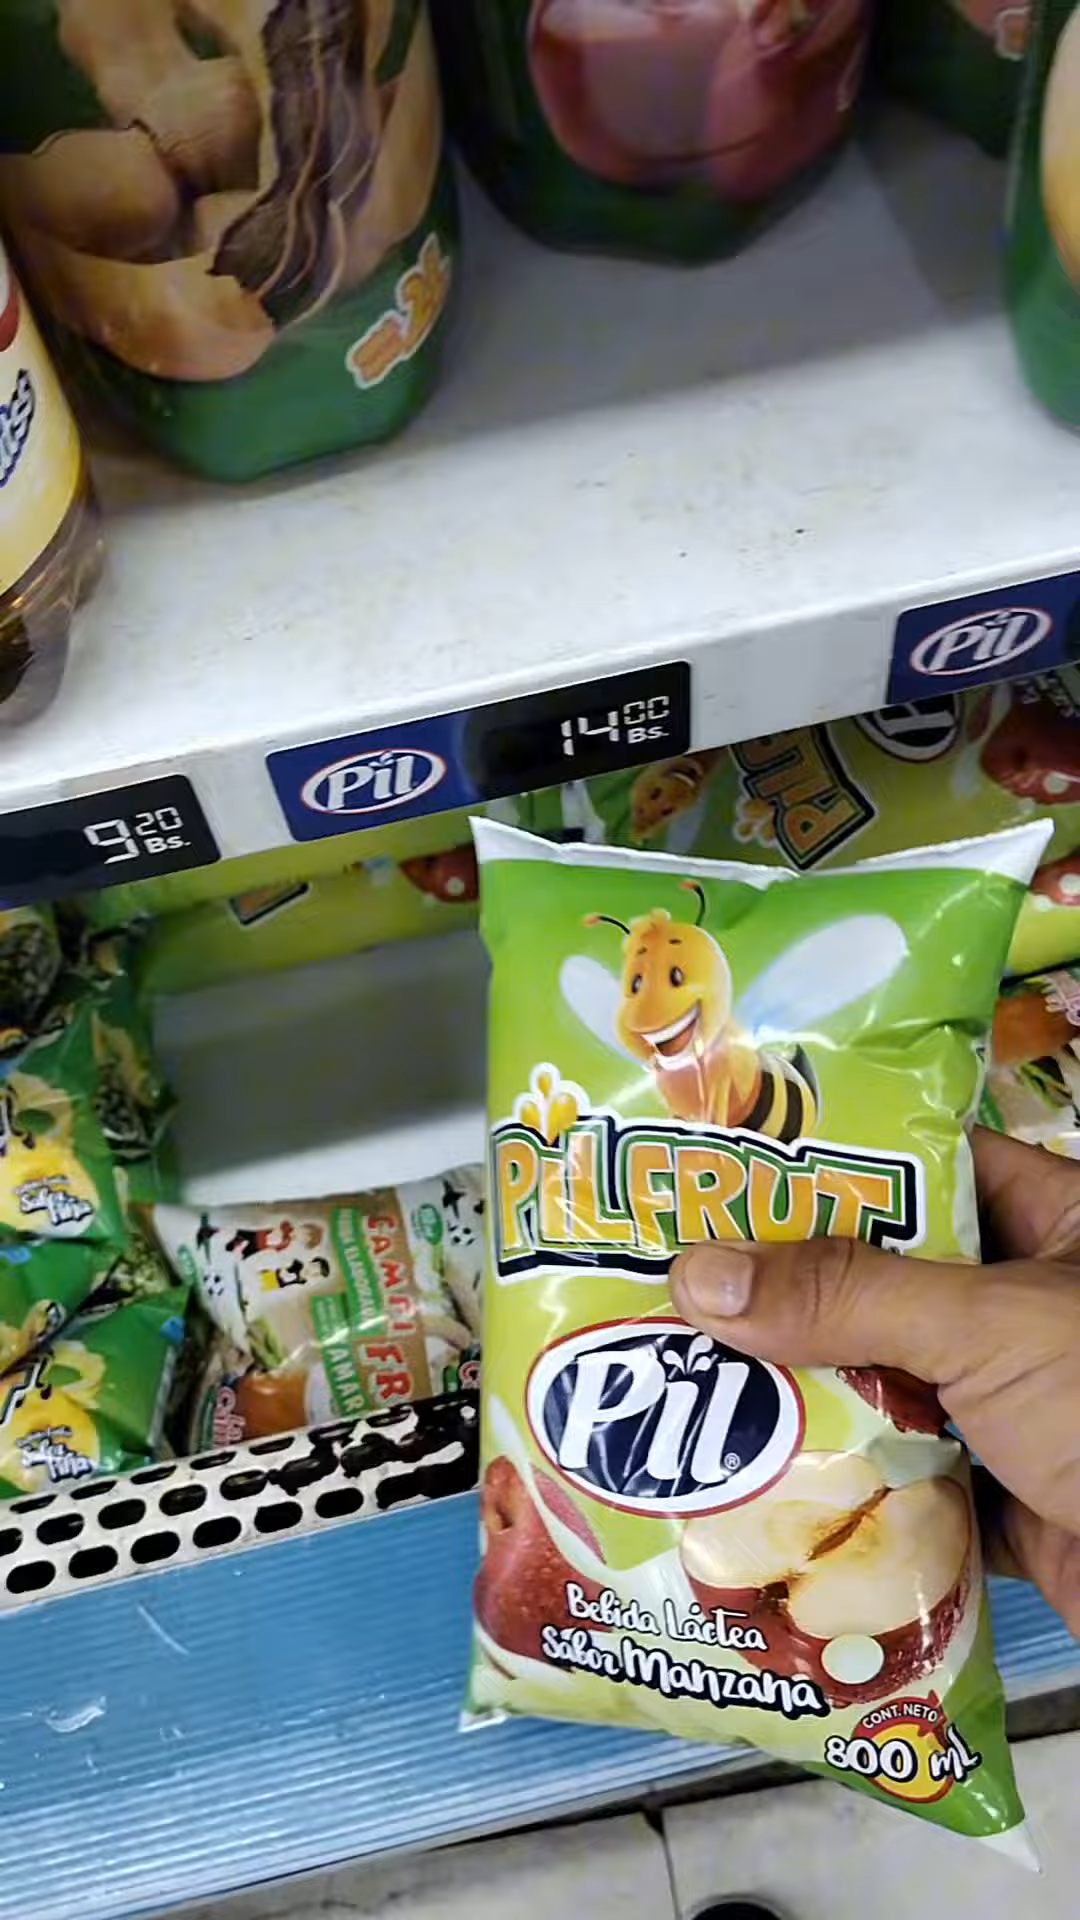 Pil
14 00
Bs.
Pil
9 20
Bs.
PILFRUT
Pil®
Bebida Láctea
Sabor Manzana
CONT. NETO
800 mL